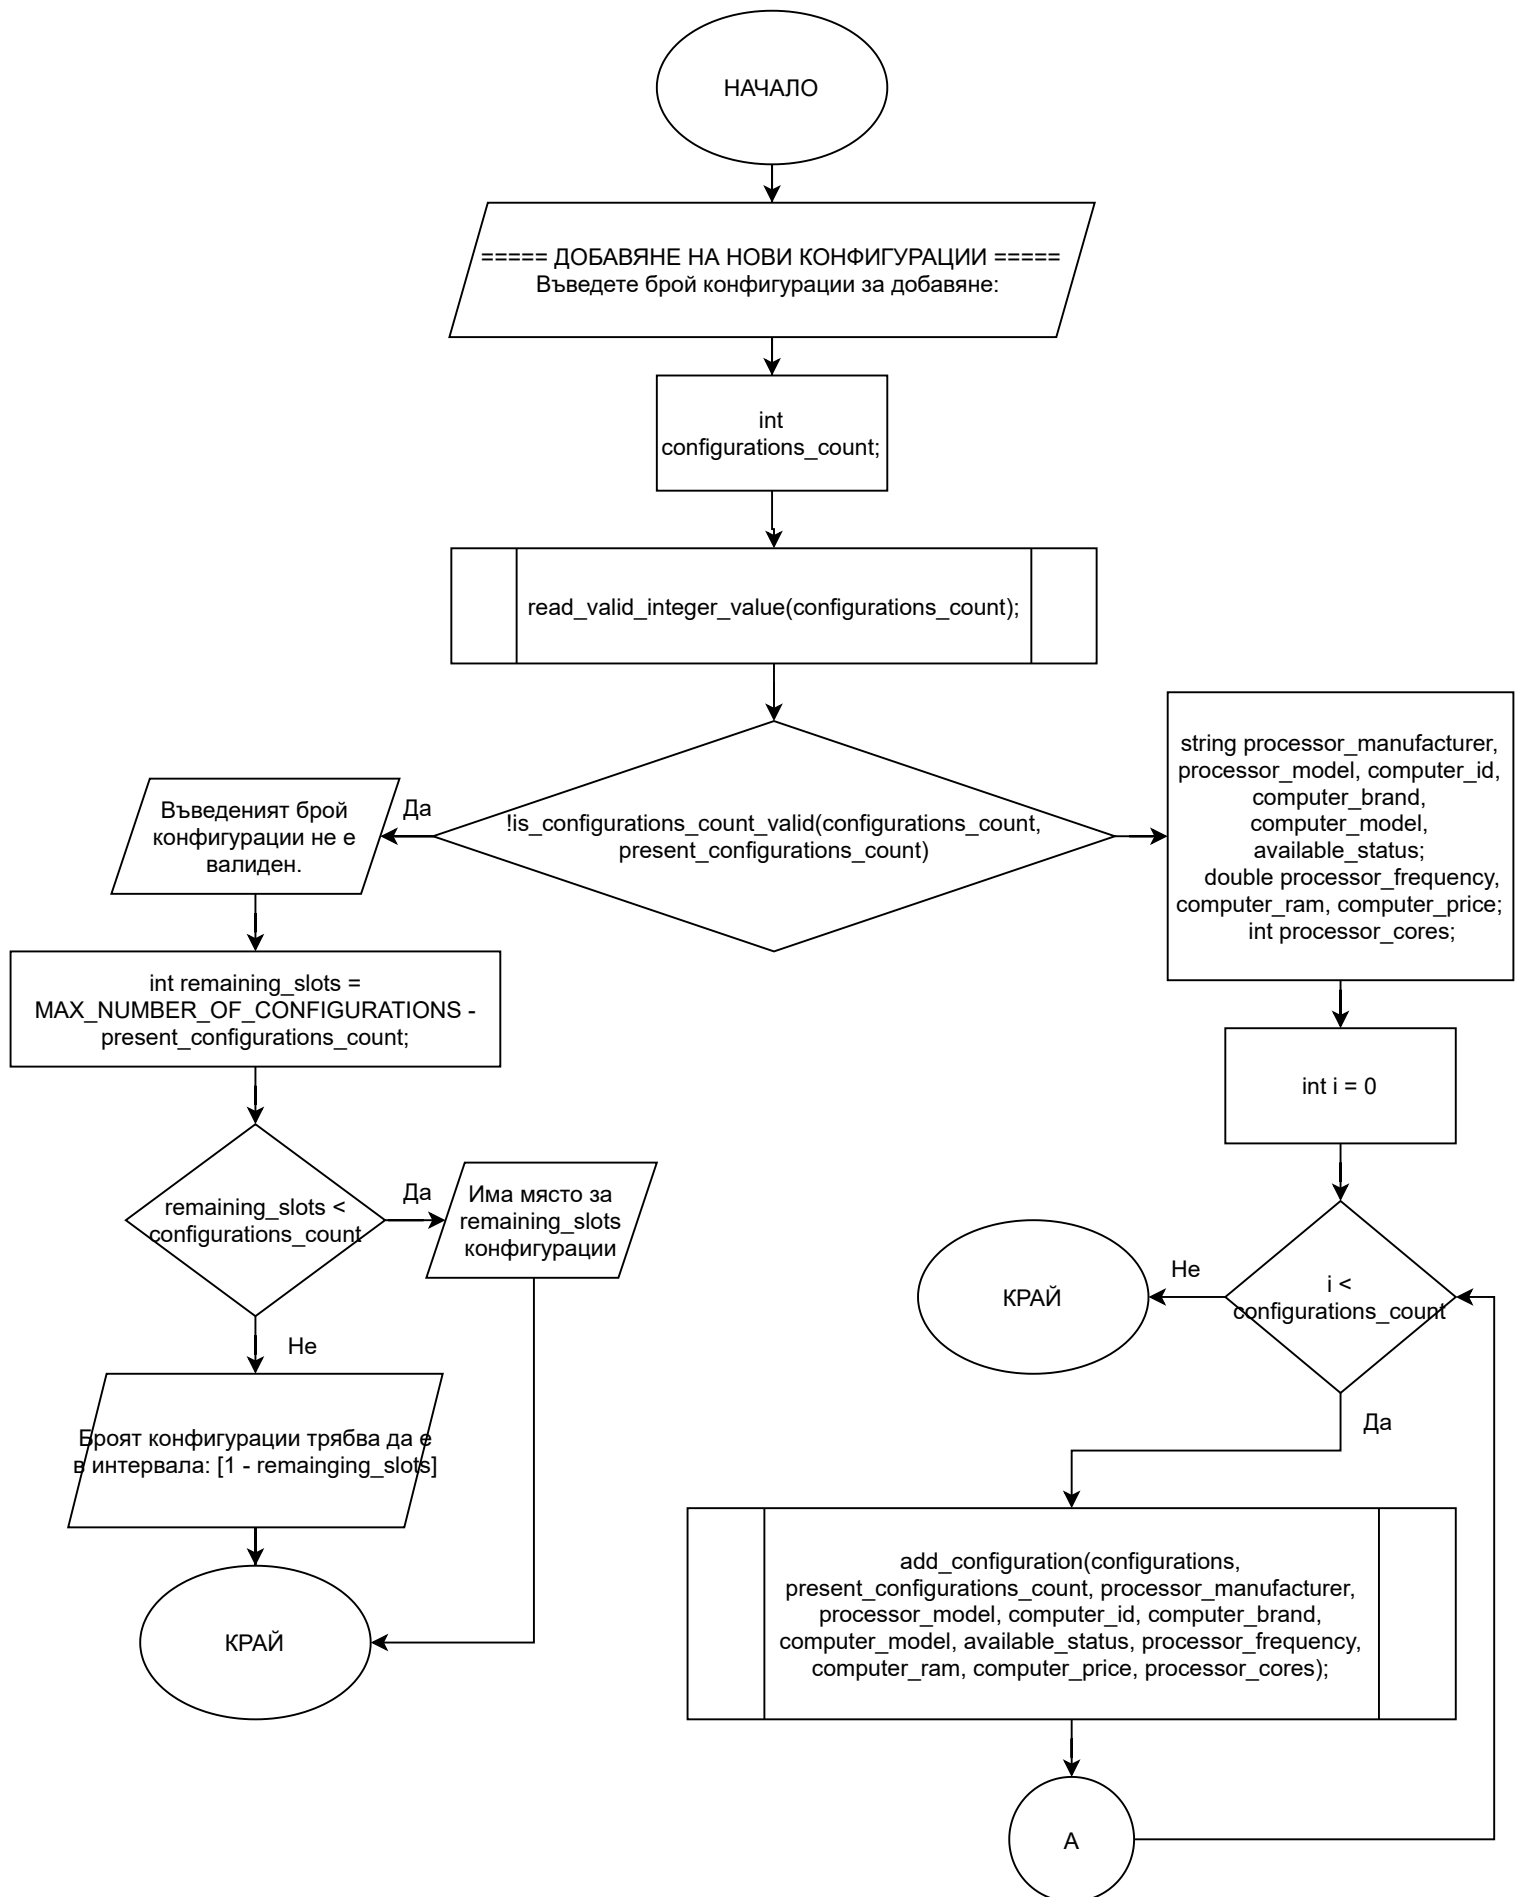 НАЧАЛО
===== ДОБАВЯНЕ НА НОВИ КОНФИГУРАЦИИ =====
Въведете брой конфигурации за добавяне:
int
configurations_count;
read_valid_integer_value(configurations_count);
!is_configurations_count_valid(configurations_count,
present_configurations_count)
Да
Въведеният брой
конфигурации не е
валиден.
int remaining_slots =
MAX_NUMBER_OF_CONFIGURATIONS -
present_configurations_count;
remaining_slots <
configurations_count
Да
Има място за
remaining_slots
конфигурации
Не
Броят конфигурации трябва да е
в интервала: [1 - remainging_slots]
КРАЙ
string processor_manufacturer,
processor_model, computer_id,
computer_brand,
computer_model,
available_status;
double processor_frequency,
computer_ram, computer_price;
int processor_cores;
int i = 0
i <
configurations_count
Не
КРАЙ
Да
add_configuration(configurations,
present_configurations_count, processor_manufacturer,
processor_model, computer_id, computer_brand,
computer_model, available_status, processor_frequency,
computer_ram, computer_price, processor_cores);
A